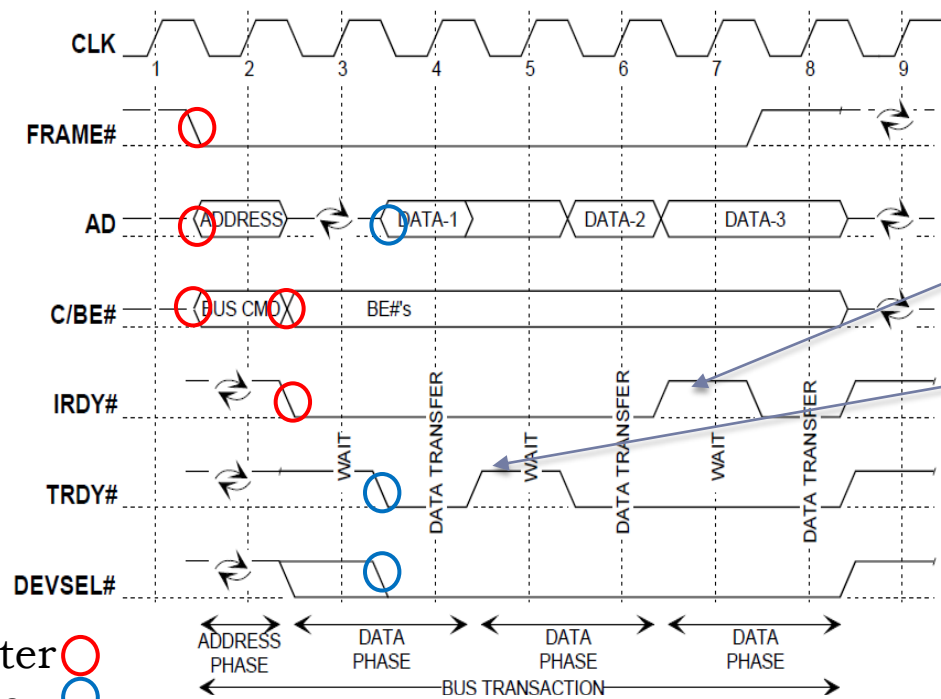 CLK
1 2 3 4 5 6 7 8 9
FRAME#
AD
ADDRESS DATA-1 DATA-2 DATA-3
C/BE#
BUS CMD BE#'s
IRDY#
WAIT DATA TRANSFER WAIT DATA TRANSFER WAIT DATA TRANSFER
TRDY#
DEVSEL#
ADDRESS PHASE
DATA PHASE
DATA PHASE
DATA PHASE
BUS TRANSACTION
ter